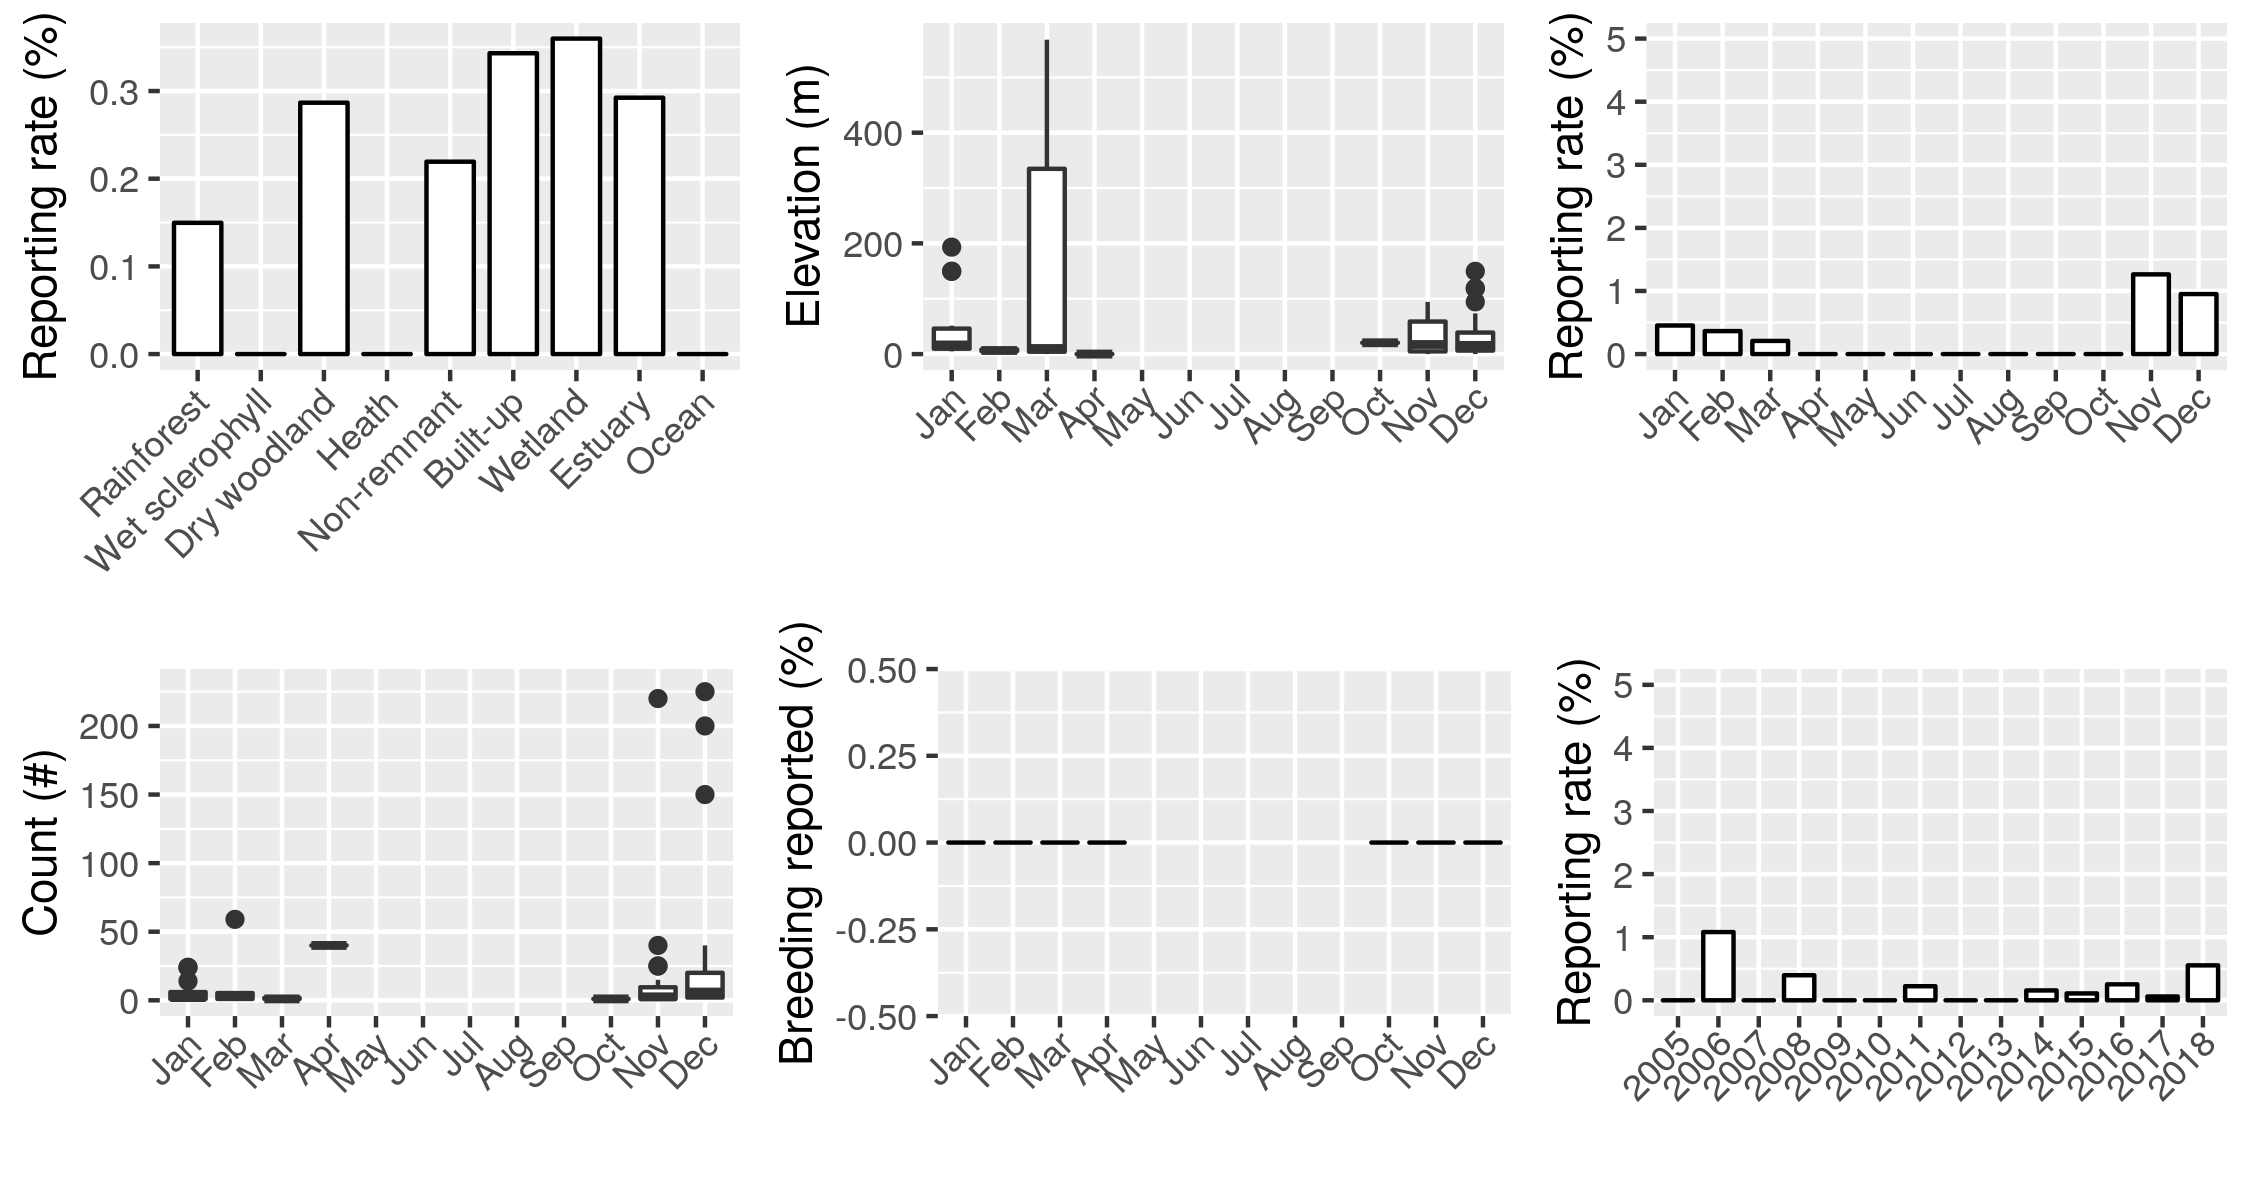 Reporting rate (%)
0.3
0.2
0.1
0.0
Rainforest
Wet sclerophyll
Dry woodland
Heath
Non-remnant
Built-up
Wetland
Estuary
Ocean
Elevation (m)
400
200
0
Jan
Feb
Mar
Apr
May
Jun
Jul
Aug
Sep
Oct
Nov
Dec
Reporting rate (%)
5
4
3
2
1
0
Jan
Feb
Mar
Apr
May
Jun
Jul
Aug
Sep
Oct
Nov
Dec
Count (#)
200
150
100
50
0
Jan
Feb
Mar
Apr
May
Jun
Jul
Aug
Sep
Oct
Nov
Dec
Breeding reported (%)
0.50
0.25
0.00
-0.25
-0.50
Jan
Feb
Mar
Apr
May
Jun
Jul
Aug
Sep
Oct
Nov
Dec
Reporting rate (%)
5
4
3
2
1
0
2005
2006
2007
2008
2009
2010
2011
2012
2013
2014
2015
2016
2017
2018